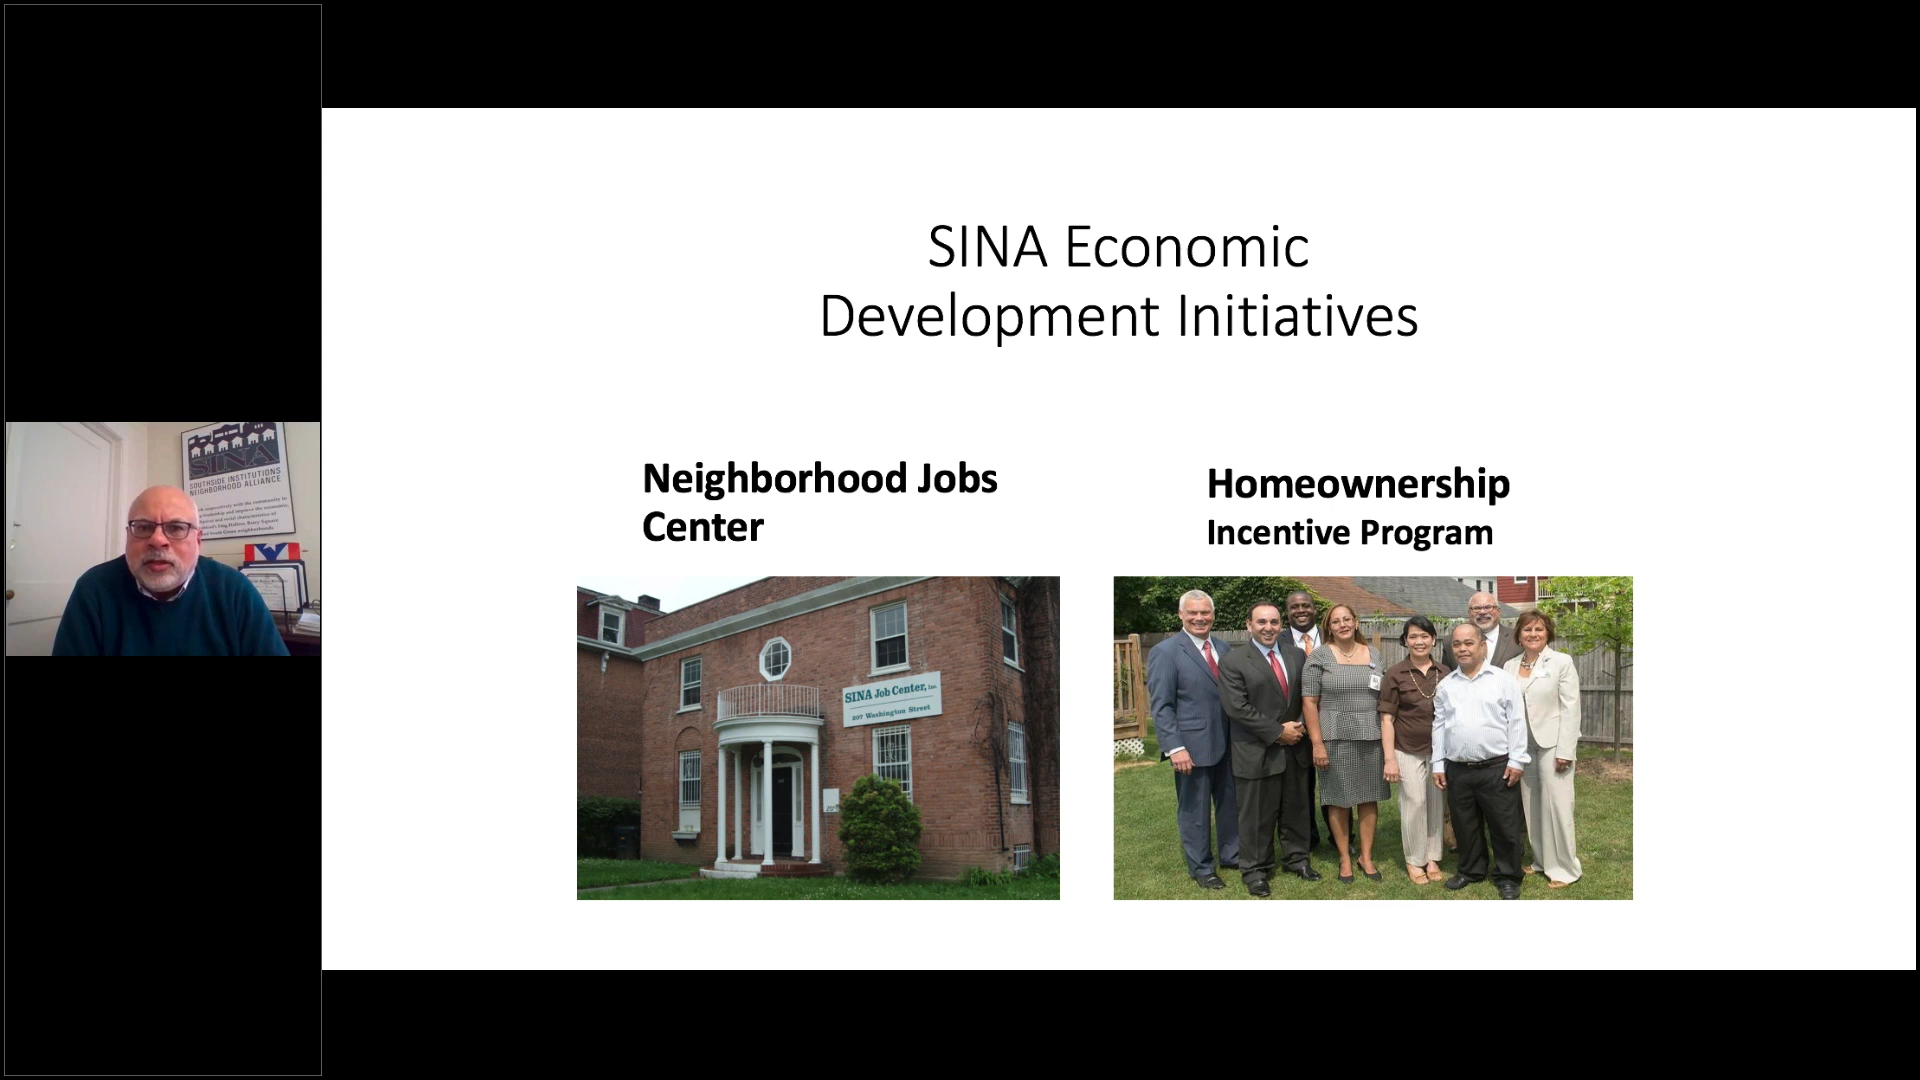 SINA
SOUTHSIDE INSTITUTIONS
NEIGHBORHOOD ALLIANCE
SINA Economic
Development Initiatives
Neighborhood Jobs
Center
Homeownership
Incentive Program
SINA Job Center, Inc.
207 Washington Street